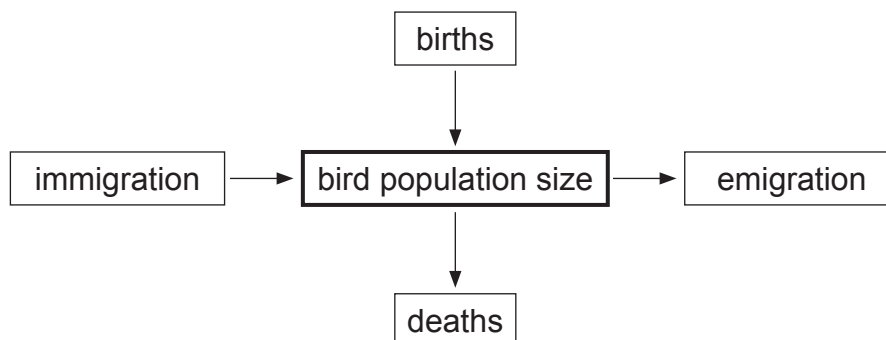 births
immigration
bird population size
emigration
deaths